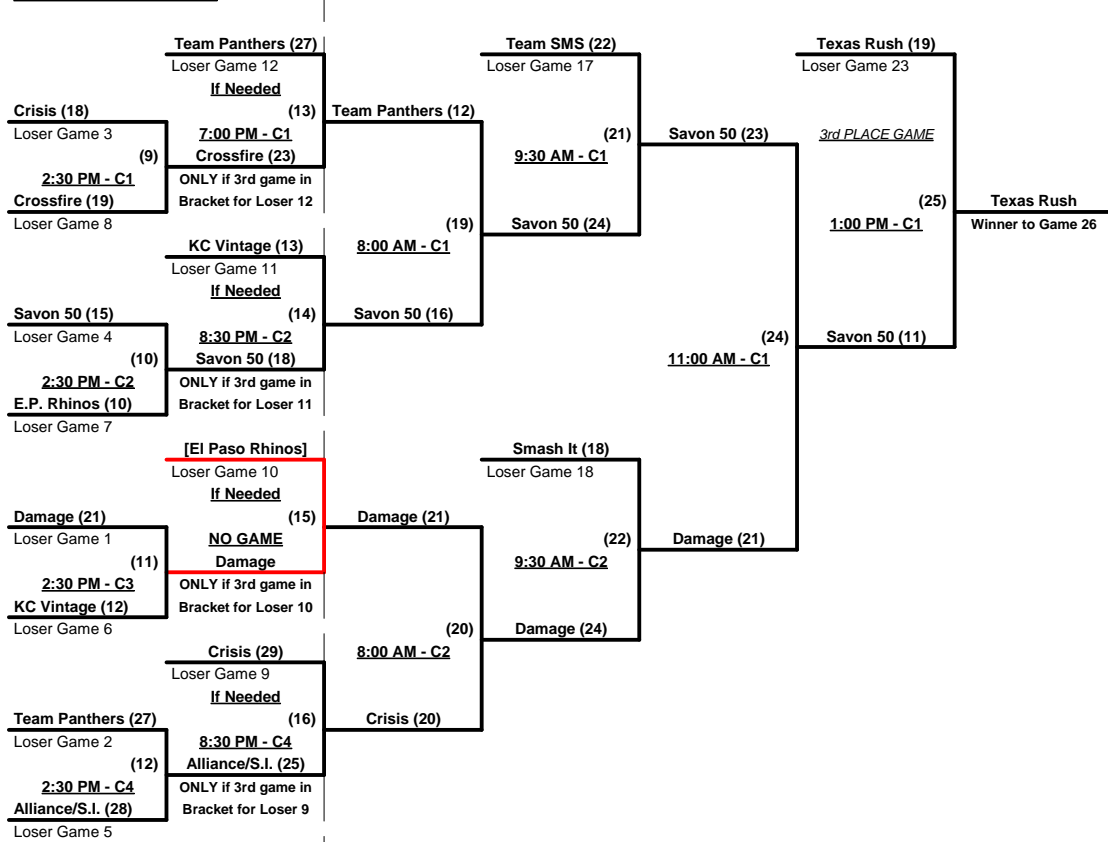 Team Panthers (27)
Team SMS (22)
Texas Rush (19)
Loser Game 12
Loser Game 17
Loser Game 23
If Needed
Crisis (18)
(13)
Team Panthers (12)
Loser Game 3
7:00 PM - C1
(21)
Savon 50 (23)
3rd PLACE GAME
(9)
Crossfire (23)
9:30 AM - C1
2:30 PM - C1
ONLY if 3rd game in
Crossfire (19)
Bracket for Loser 12
(25)
Texas Rush
Loser Game 8
(19)
Savon 50 (24)
1:00 PM - C1
Winner to Game 26
KC Vintage (13)
8:00 AM - C1
Loser Game 11
If Needed
Savon 50 (15)
(14)
Savon 50 (16)
Loser Game 4
8:30 PM - C2
(24)
Savon 50 (11)
(10)
Savon 50 (18)
11:00 AM - C1
2:30 PM - C2
ONLY if 3rd game in
E.P. Rhinos (10)
Bracket for Loser 11
Loser Game 7
[El Paso Rhinos]
Smash It (18)
Loser Game 10
Loser Game 18
If Needed
Damage (21)
(15)
Damage (21)
Loser Game 1
NO GAME
(22)
Damage (21)
(11)
Damage
9:30 AM - C2
2:30 PM - C3
ONLY if 3rd game in
KC Vintage (12)
Bracket for Loser 10
Loser Game 6
(20)
Damage (24)
Crisis (29)
8:00 AM - C2
Loser Game 9
If Needed
Team Panthers (27)
(16)
Crisis (20)
Loser Game 2
8:30 PM - C4
(12)
Alliance/S.I. (25)
2:30 PM - C4
ONLY if 3rd game in
Alliance/S.I. (28)
Bracket for Loser 9
Loser Game 5